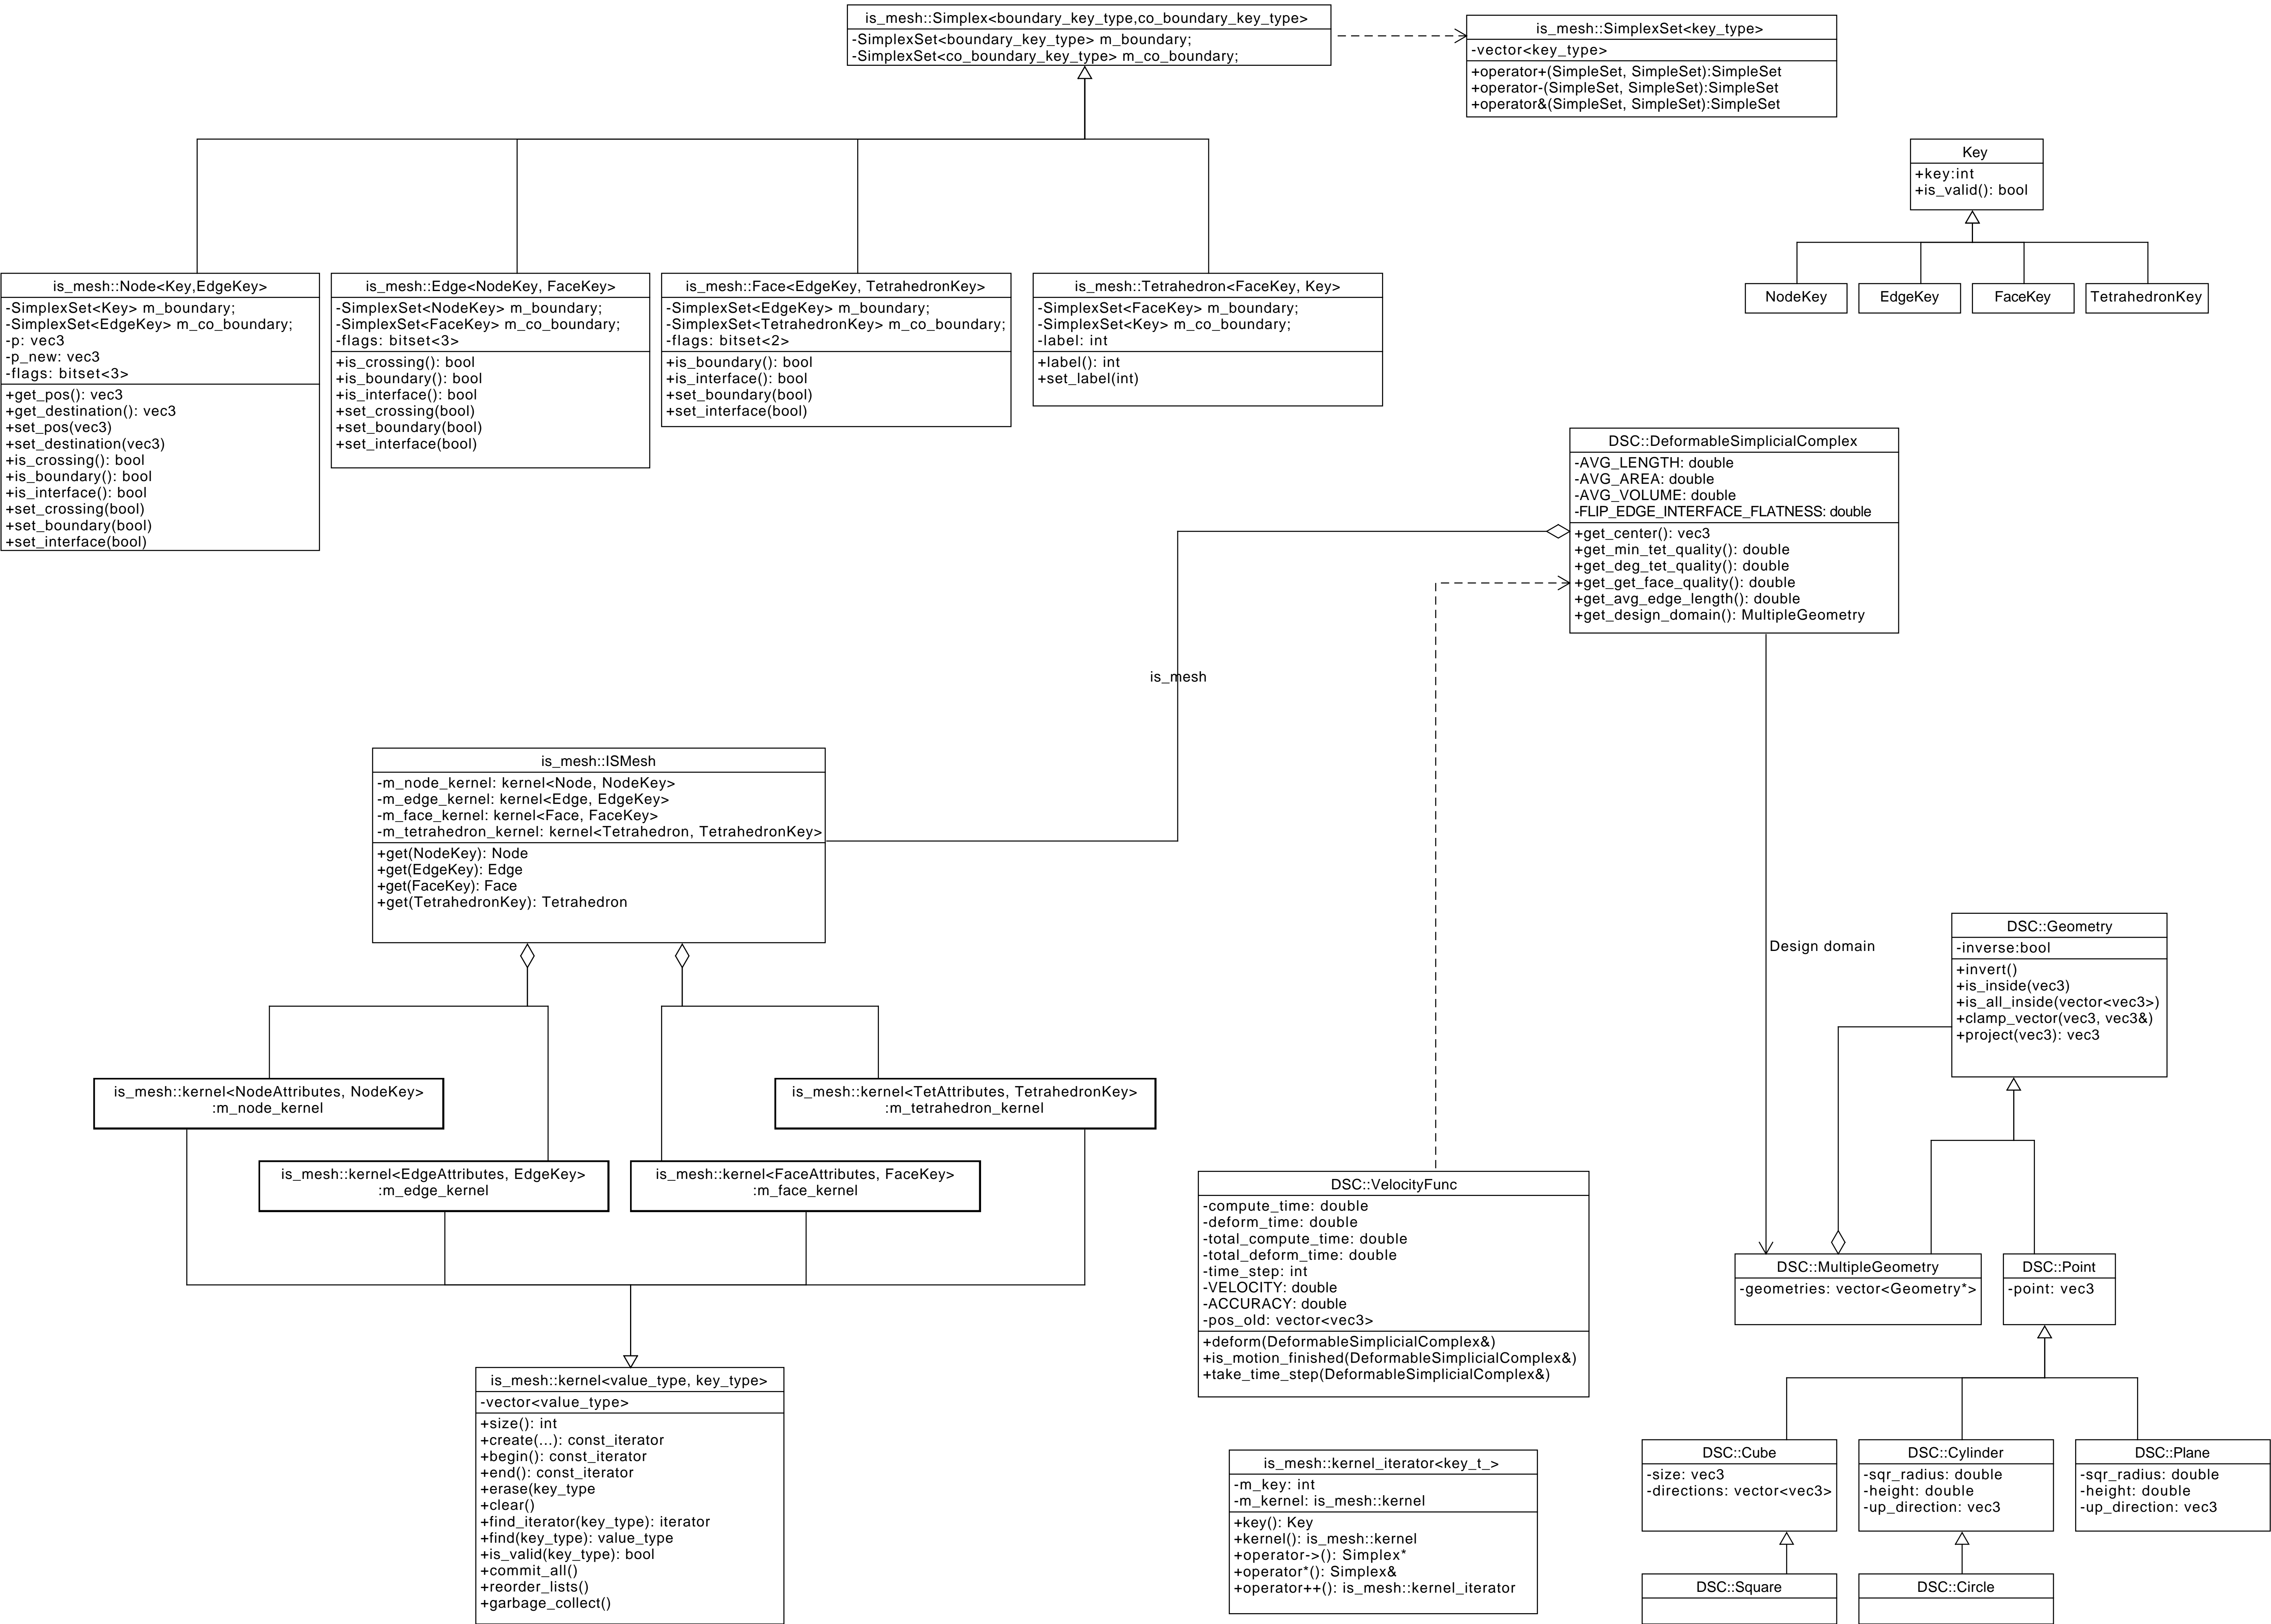 is_mesh::Simplex<boundary_key_type,co_boundary_key_type>
-SimplexSet<boundary_key_type> m_boundary;
-SimplexSet<co_boundary_key_type> m_co_boundary;
is_mesh::SimplexSet<key_type>
-vector<key_type>
+operator+(SimpleSet, SimpleSet):SimpleSet
+operator-(SimpleSet, SimpleSet):SimpleSet
+operator&(SimpleSet, SimpleSet):SimpleSet
Key
+key:int
+is_valid(): bool
NodeKey
EdgeKey
FaceKey
TetrahedronKey
is_mesh::Node<Key,EdgeKey>
-SimplexSet<Key> m_boundary;
-SimplexSet<EdgeKey> m_co_boundary;
-p: vec3
-p_new: vec3
-flags: bitset<3>
+get_pos(): vec3
+get_destination(): vec3
+set_pos(vec3)
+set_destination(vec3)
+is_crossing(): bool
+is_boundary(): bool
+is_interface(): bool
+set_crossing(bool)
+set_boundary(bool)
+set_interface(bool)
is_mesh::Edge<NodeKey, FaceKey>
-SimplexSet<NodeKey> m_boundary;
-SimplexSet<FaceKey> m_co_boundary;
-flags: bitset<3>
+is_crossing(): bool
+is_boundary(): bool
+is_interface(): bool
+set_crossing(bool)
+set_boundary(bool)
+set_interface(bool)
is_mesh::Face<EdgeKey, TetrahedronKey>
-SimplexSet<EdgeKey> m_boundary;
-SimplexSet<TetrahedronKey> m_co_boundary;
-flags: bitset<2>
+is_boundary(): bool
+is_interface(): bool
+set_boundary(bool)
+set_interface(bool)
is_mesh::Tetrahedron<FaceKey, Key>
-SimplexSet<FaceKey> m_boundary;
-SimplexSet<Key> m_co_boundary;
-label: int
+label(): int
+set_label(int)
DSC::DeformableSimplicialComplex
-AVG_LENGTH: double
-AVG_AREA: double
-AVG_VOLUME: double
-FLIP_EDGE_INTERFACE_FLATNESS: double
+get_center(): vec3
+get_min_tet_quality(): double
+get_deg_tet_quality(): double
+get_get_face_quality(): double
+get_avg_edge_length(): double
+get_design_domain(): MultipleGeometry
is_mesh
is_mesh::ISMesh
-m_node_kernel: kernel<Node, NodeKey>
-m_edge_kernel: kernel<Edge, EdgeKey>
-m_face_kernel: kernel<Face, FaceKey>
-m_tetrahedron_kernel: kernel<Tetrahedron, TetrahedronKey>
+get(NodeKey): Node
+get(EdgeKey): Edge
+get(FaceKey): Face
+get(TetrahedronKey): Tetrahedron
Design domain
DSC::Geometry
-inverse:bool
+invert()
+is_inside(vec3)
+is_all_inside(vector<vec3>)
+clamp_vector(vec3, vec3&)
+project(vec3): vec3
is_mesh::kernel<NodeAttributes, NodeKey>
:m_node_kernel
is_mesh::kernel<TetAttributes, TetrahedronKey>
:m_tetrahedron_kernel
is_mesh::kernel<EdgeAttributes, EdgeKey>
:m_edge_kernel
is_mesh::kernel<FaceAttributes, FaceKey>
:m_face_kernel
DSC::VelocityFunc
-compute_time: double
-deform_time: double
-total_compute_time: double
-total_deform_time: double
-time_step: int
-VELOCITY: double
-ACCURACY: double
-pos_old: vector<vec3>
+deform(DeformableSimplicialComplex&)
+is_motion_finished(DeformableSimplicialComplex&)
+take_time_step(DeformableSimplicialComplex&)
DSC::MultipleGeometry
-geometries: vector<Geometry*>
DSC::Point
-point: vec3
is_mesh::kernel<value_type, key_type>
-vector<value_type>
+size(): int
+create(...): const_iterator
+begin(): const_iterator
+end(): const_iterator
+erase(key_type
+clear()
+find_iterator(key_type): iterator
+find(key_type): value_type
+is_valid(key_type): bool
+commit_all()
+reorder_lists()
+garbage_collect()
is_mesh::kernel_iterator<key_t_>
-m_key: int
-m_kernel: is_mesh::kernel
+key(): Key
+kernel(): is_mesh::kernel
+operator->(): Simplex*
+operator*(): Simplex&
+operator++(): is_mesh::kernel_iterator
DSC::Cube
-size: vec3
-directions: vector<vec3>
DSC::Cylinder
-sqr_radius: double
-height: double
-up_direction: vec3
DSC::Plane
-sqr_radius: double
-height: double
-up_direction: vec3
DSC::Square
DSC::Circle